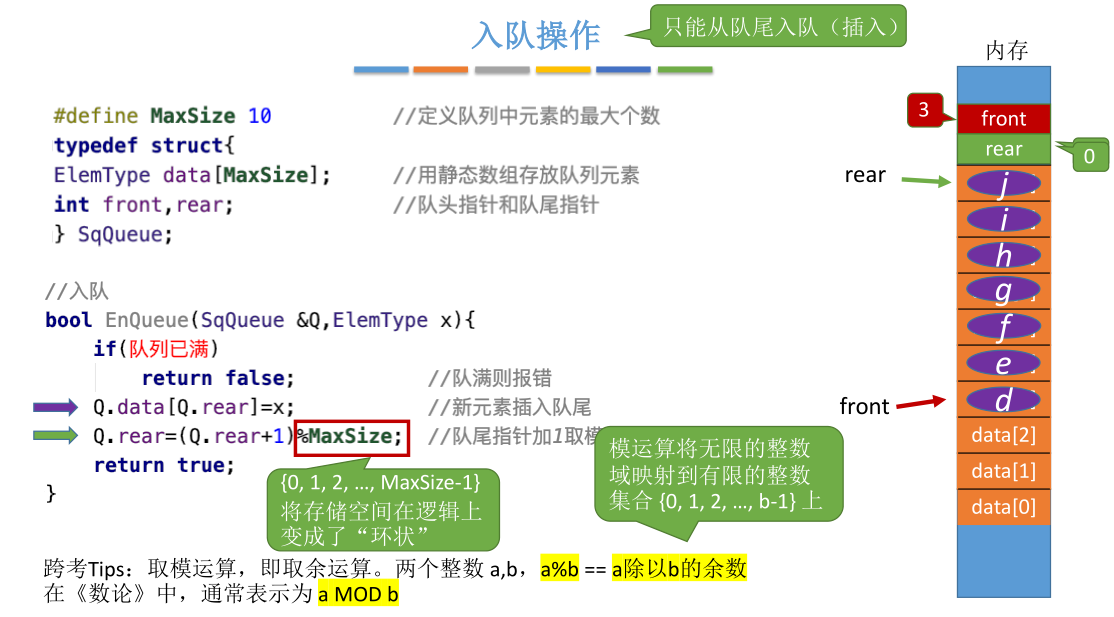 入队操作
只能从队尾入队（插入）
#define MaxSize 10 //定义队列中元素的最大个数
typedef struct{
ElemType data[MaxSize]; //用静态数组存放队列元素
int front,rear; //队头指针和队尾指针
} SqQueue;
//入队
bool EnQueue(SqQueue &Q,ElemType x){
if(队列已满)
return false; //队满则报错
Q.data[Q.rear]=x; //新元素插入队尾
Q.rear=(Q.rear+1)%MaxSize; //队尾指针加1取模
return true;
}
{0, 1, 2, …, MaxSize-1}
将存储空间在逻辑上
变成了“环状”
模运算将无限的整数
域映射到有限的整数
集合 {0, 1, 2, …, b-1} 上
跨考Tips：取模运算，即取余运算。两个整数 a,b，a%b == a除以b的余数
在《数论》中，通常表示为 a MOD b
内存
3
front
rear
0
rear
j
i
h
g
f
e
front
d
data[2]
data[1]
data[0]